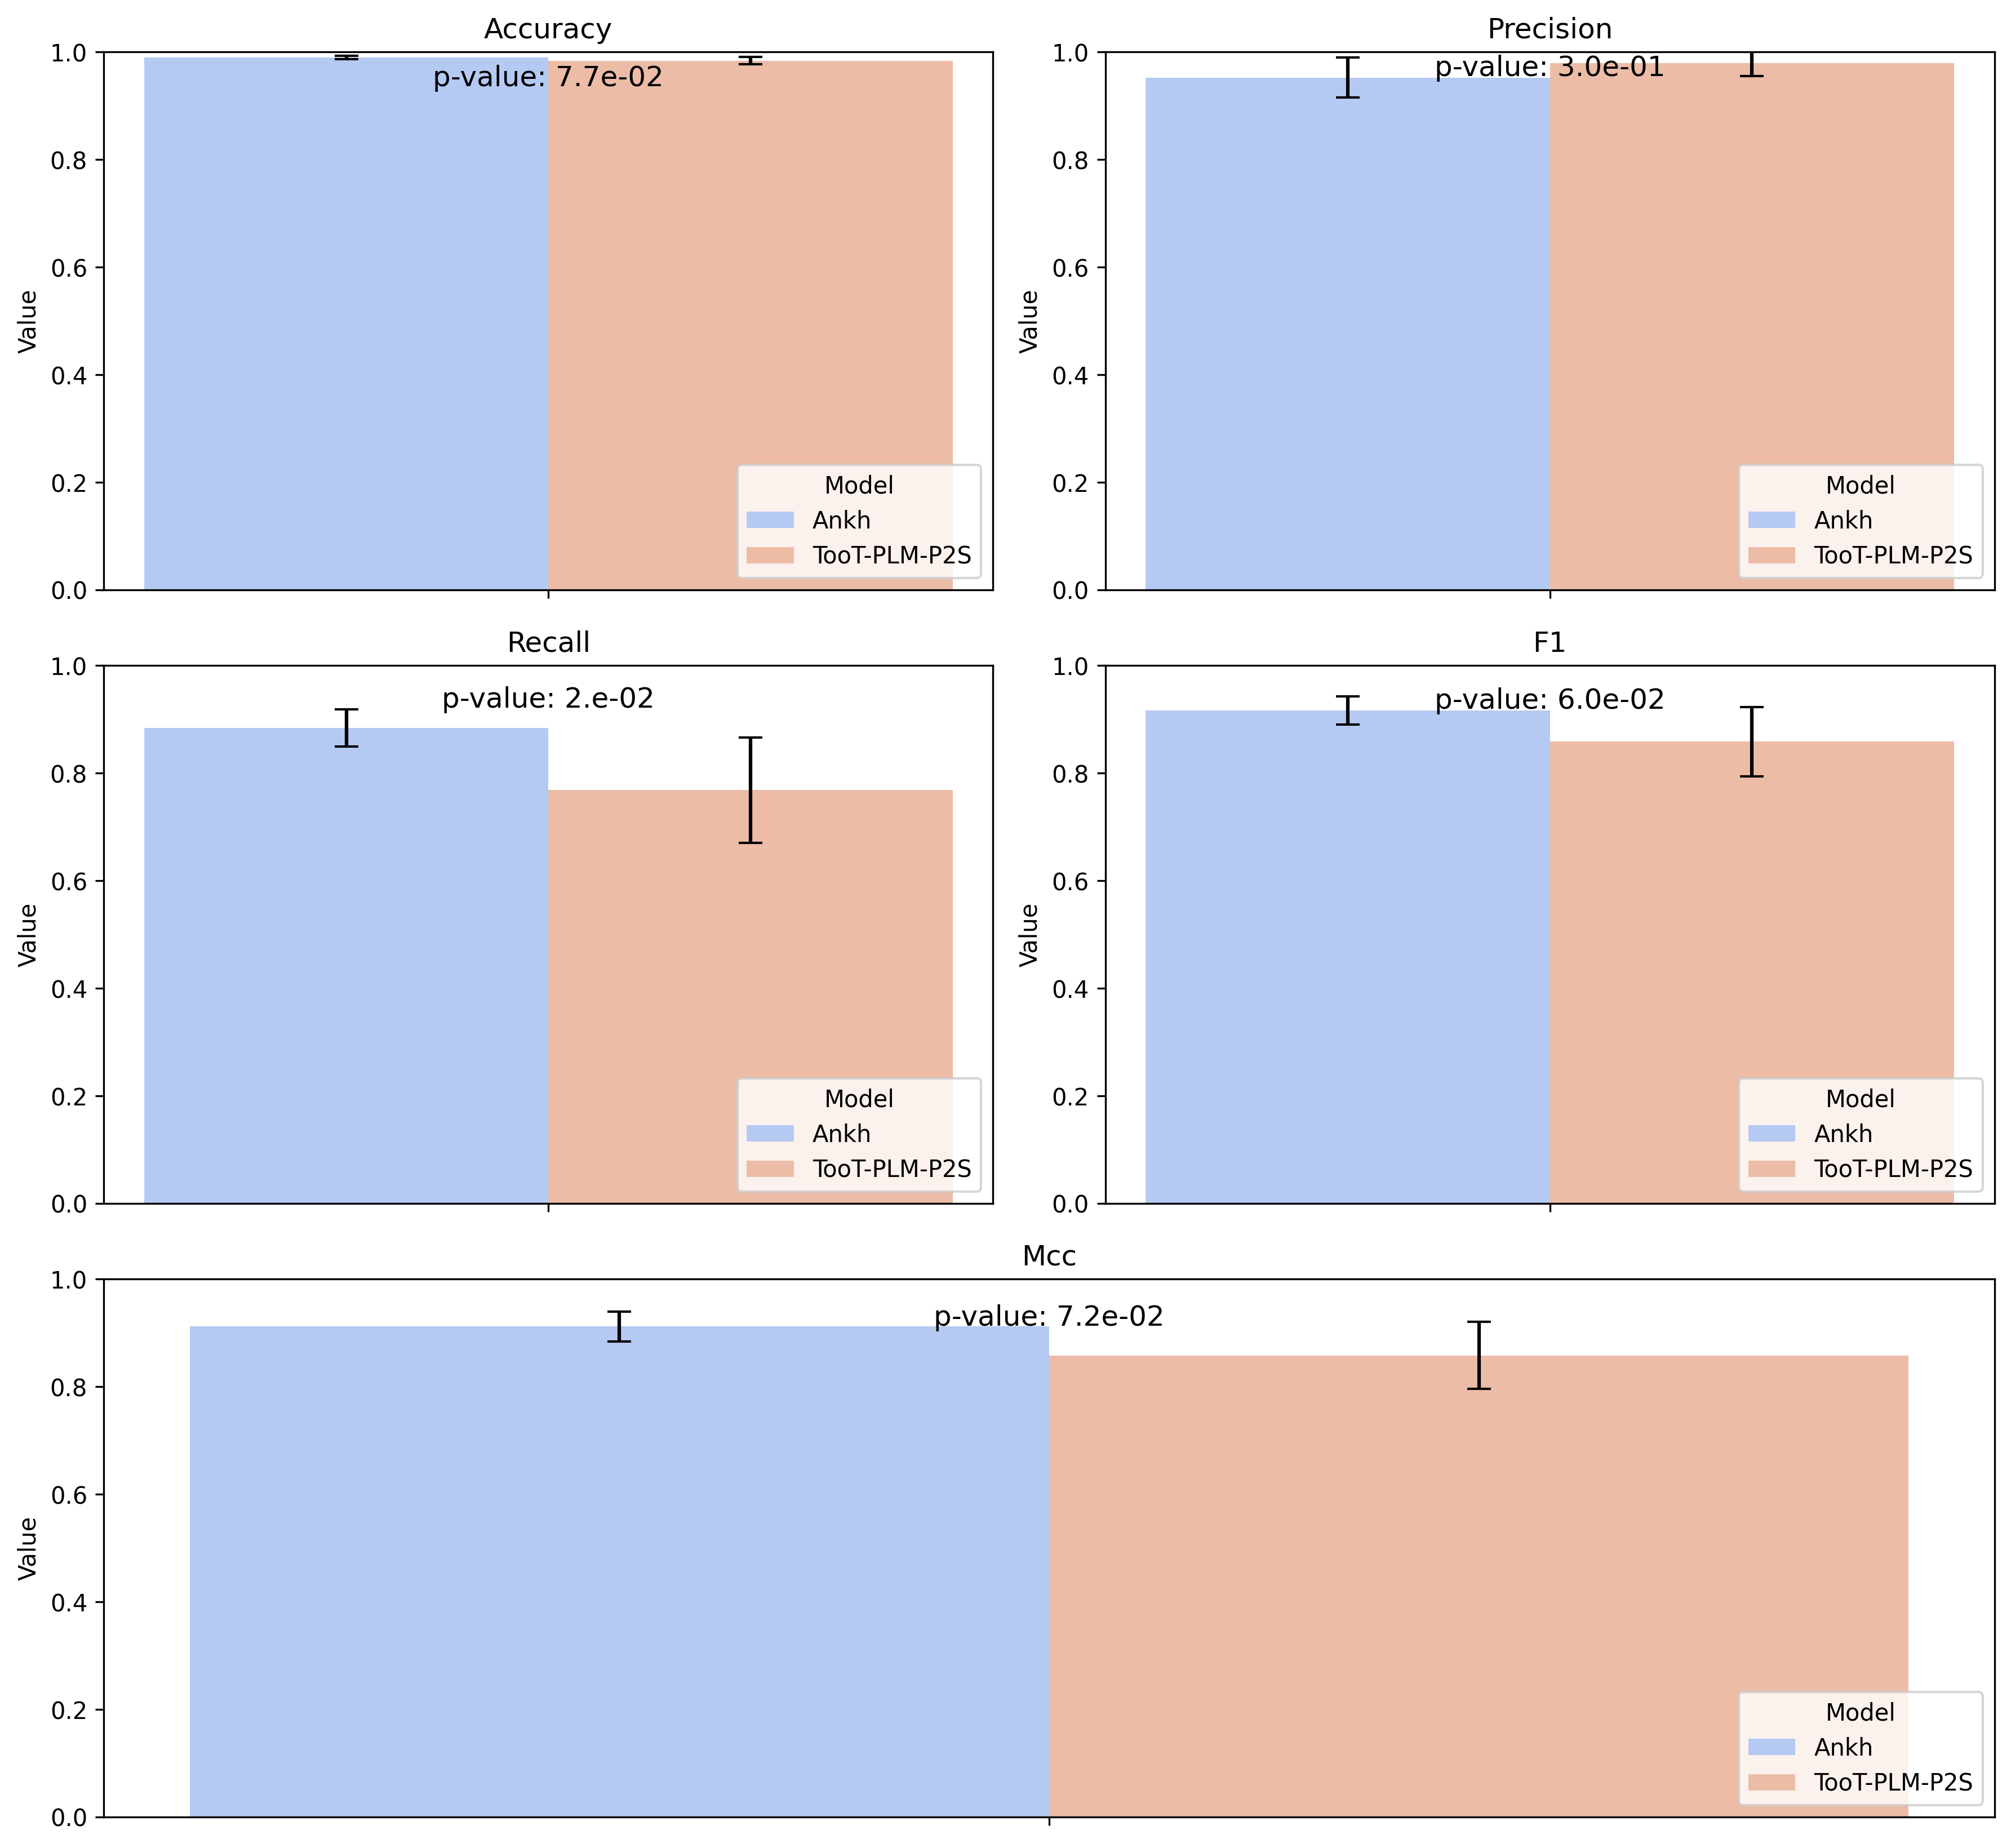 Accuracy
p-value: 7.7e-02
Value
1.0
0.8
0.6
0.4
0.2
0.0
Model
Ankh
TooT-PLM-P2S
Precision
p-value: 3.0e-01
Value
1.0
0.8
0.6
0.4
0.2
0.0
Model
Ankh
TooT-PLM-P2S
Recall
p-value: 2.e-02
Value
1.0
0.8
0.6
0.4
0.2
0.0
Model
Ankh
TooT-PLM-P2S
F1
p-value: 6.0e-02
Value
1.0
0.8
0.6
0.4
0.2
0.0
Model
Ankh
TooT-PLM-P2S
Mcc
p-value: 7.2e-02
Value
1.0
0.8
0.6
0.4
0.2
0.0
Model
Ankh
TooT-PLM-P2S